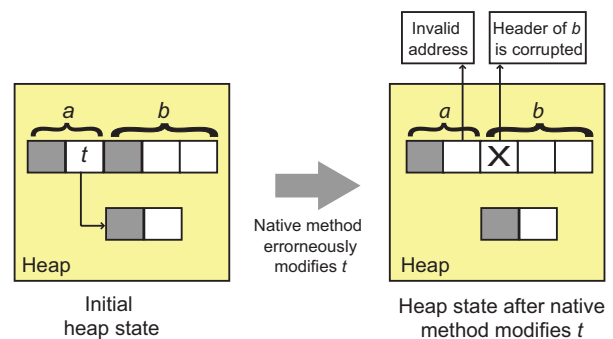 Invalid
address
Header of b
is corrupted
a
b
t
Heap
Native method
errorneously
modifies t
a
b
X
Heap
Initial
heap state
Heap state after native
method modifies t